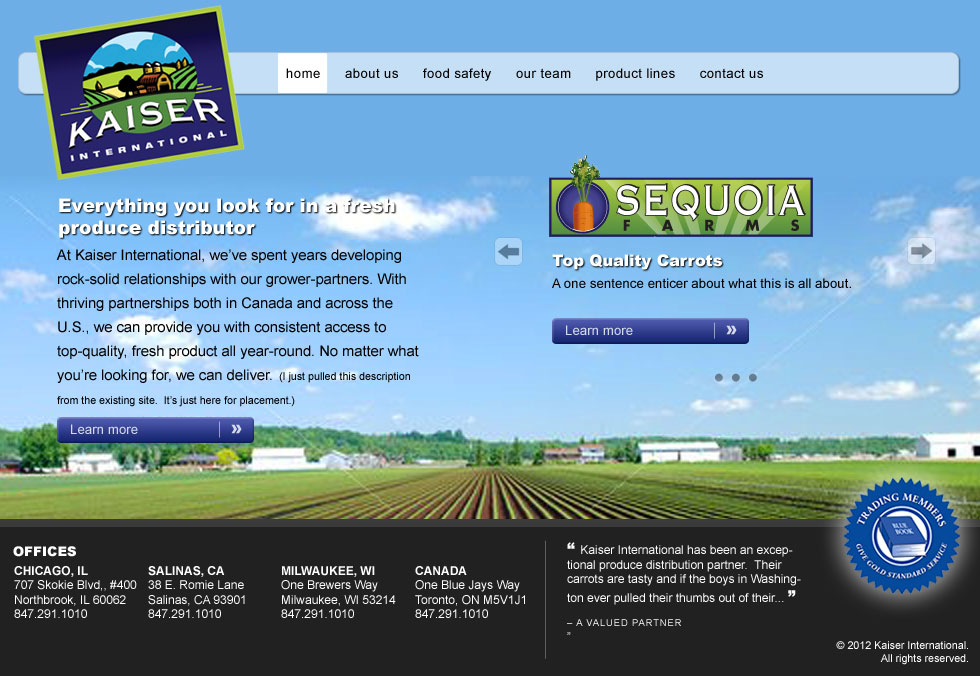 KAISER
INTERNATIONAL
home about us food safety our team product lines contact us
Everything you look for in a fresh
produce distributor
At Kaiser International, we've spent years developing
rock-solid relationships with our grower-partners. With
thriving partnerships both in Canada and across the
U.S., we can provide you with consistent access to
top-quality, fresh product all year-round. No matter what
you're looking for, we can deliver. (I just pulled this description
from the existing site. It's just here for placement.)
Learn more »
SEQUOIA
FARMS
Top Quality Carrots
A one sentence enticer about what this is all about.
Learn more »
TRADING MEMBERS
BLUE
BOOK
GIVE GOLD STANDARD SERVICE
OFFICES
CHICAGO, IL
707 Skokie Blvd,, #400
Northbrook, IL 60062
847.291.1010
SALINAS, CA
38 E. Romie Lane
Salinas, CA 93901
847.291.1010
MILWAUKEE, WI
One Brewers Way
Milwaukee, WI 53214
847.291.1010
CANADA
One Blue Jays Way
Toronto, ON M5V1J1
847.291.1010
❝ Kaiser International has been an excep-
tional produce distribution partner. Their
carrots are tasty and if the boys in Washing-
ton ever pulled their thumbs out of their... ❞
– A VALUED PARTNER
»
© 2012 Kaiser International.
All rights reserved.